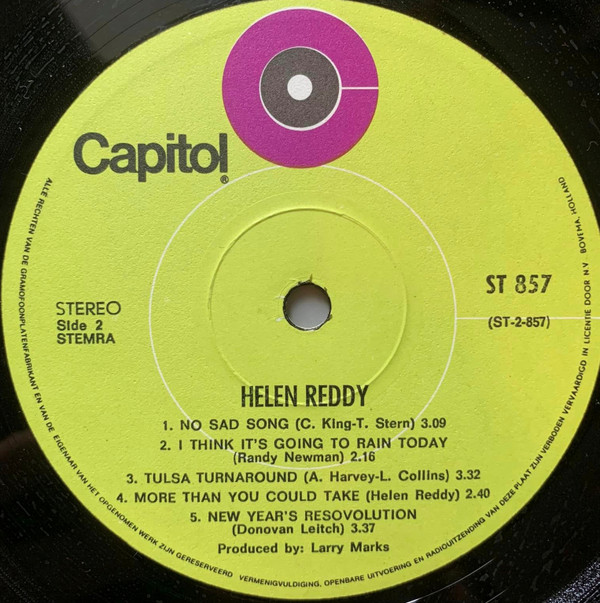 Capitol®
STEREO
Side 2
STEMRA
ST 857
(ST-2-857)
HELEN REDDY
1. NO SAD SONG (C. King-T. Stern) 3.09
2. I THINK IT'S GOING TO RAIN TODAY
(Randy Newman) 2.16
3. TULSA TURNAROUND (A. Harvey-L. Collins) 3.32
4. MORE THAN YOU COULD TAKE (Helen Reddy) 2.40
5. NEW YEAR'S RESOVOLUTION
(Donovan Leitch) 3.37
Produced by: Larry Marks
ALLE RECHTEN VAN DE GRAMOFOONPLATENFABRIKANT EN VAN DE EIGENAAR VAN HET OPGENOMEN WERK ZIJN GERESERVEERD VERMENIGVULDIGING, OPENBARE UITVOERING EN RADIOUITZENDING VAN DEZE PLAAT ZIJN VERBODEN VERVAARDIGD IN LICENTIE DOOR N.V. BOVEMA, HOLLAND